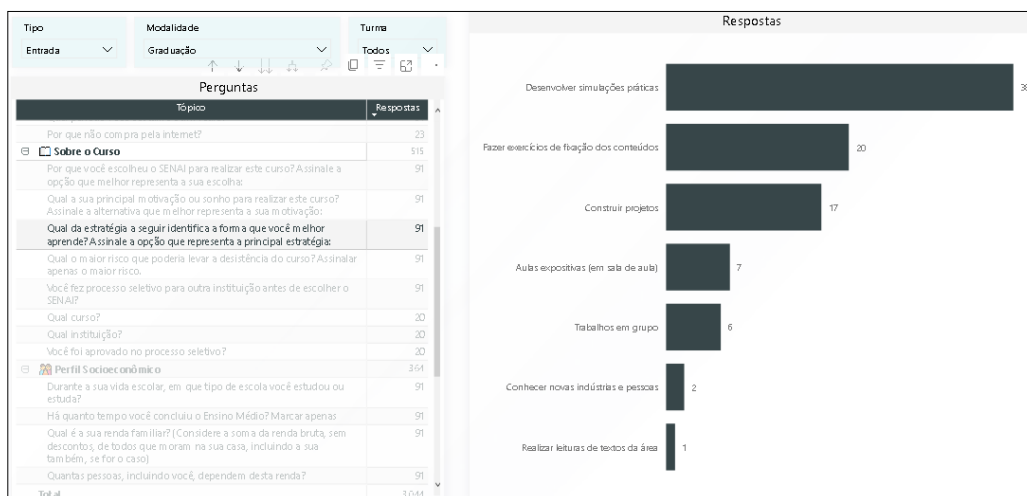 Tipo
Entrada
Modalidade
Graduação
Turma
Todos
Perguntas
Tópico
Respostas
Por que não compra pela internet?
23
Sobre o Curso
515
Por que você escolheu o SENAI para realizar este curso? Assinale a
opção que melhor representa a sua escolha:
91
Qual a sua principal motivação ou sonho para realizar este curso?
Assinale a alternativa que melhor representa a sua motivação:
91
Qual da estratégia a seguir identifica a forma que você melhor
aprende? Assinale a opção que representa a principal estratégia:
91
Qual o maior risco que poderia levar a desistência do curso? Assinalar
apenas o maior risco.
91
Você fez processo seletivo para outra instituição antes de escolher o
SENAI?
91
Qual curso?
20
Qual instituição?
20
Você foi aprovado no processo seletivo?
20
Perfil Socioeconômico
364
Durante a sua vida escolar, em que tipo de escola você estudou ou
estuda?
91
Há quanto tempo você concluiu o Ensino Médio? Marcar apenas
91
Qual é a sua renda familiar? (Considere a soma da renda bruta, sem
descontos, de todos que moram na sua casa, incluindo a sua
também, se for o caso)
91
Quantas pessoas, incluindo você, dependem desta renda?
91
Total
3.044
Respostas
Desenvolver simulações práticas
38
Fazer exercícios de fixação dos conteúdos
20
Construir projetos
17
Aulas expositivas (em sala de aula)
7
Trabalhos em grupo
6
Conhecer novas indústrias e pessoas
2
Realizar leituras de textos da área
1